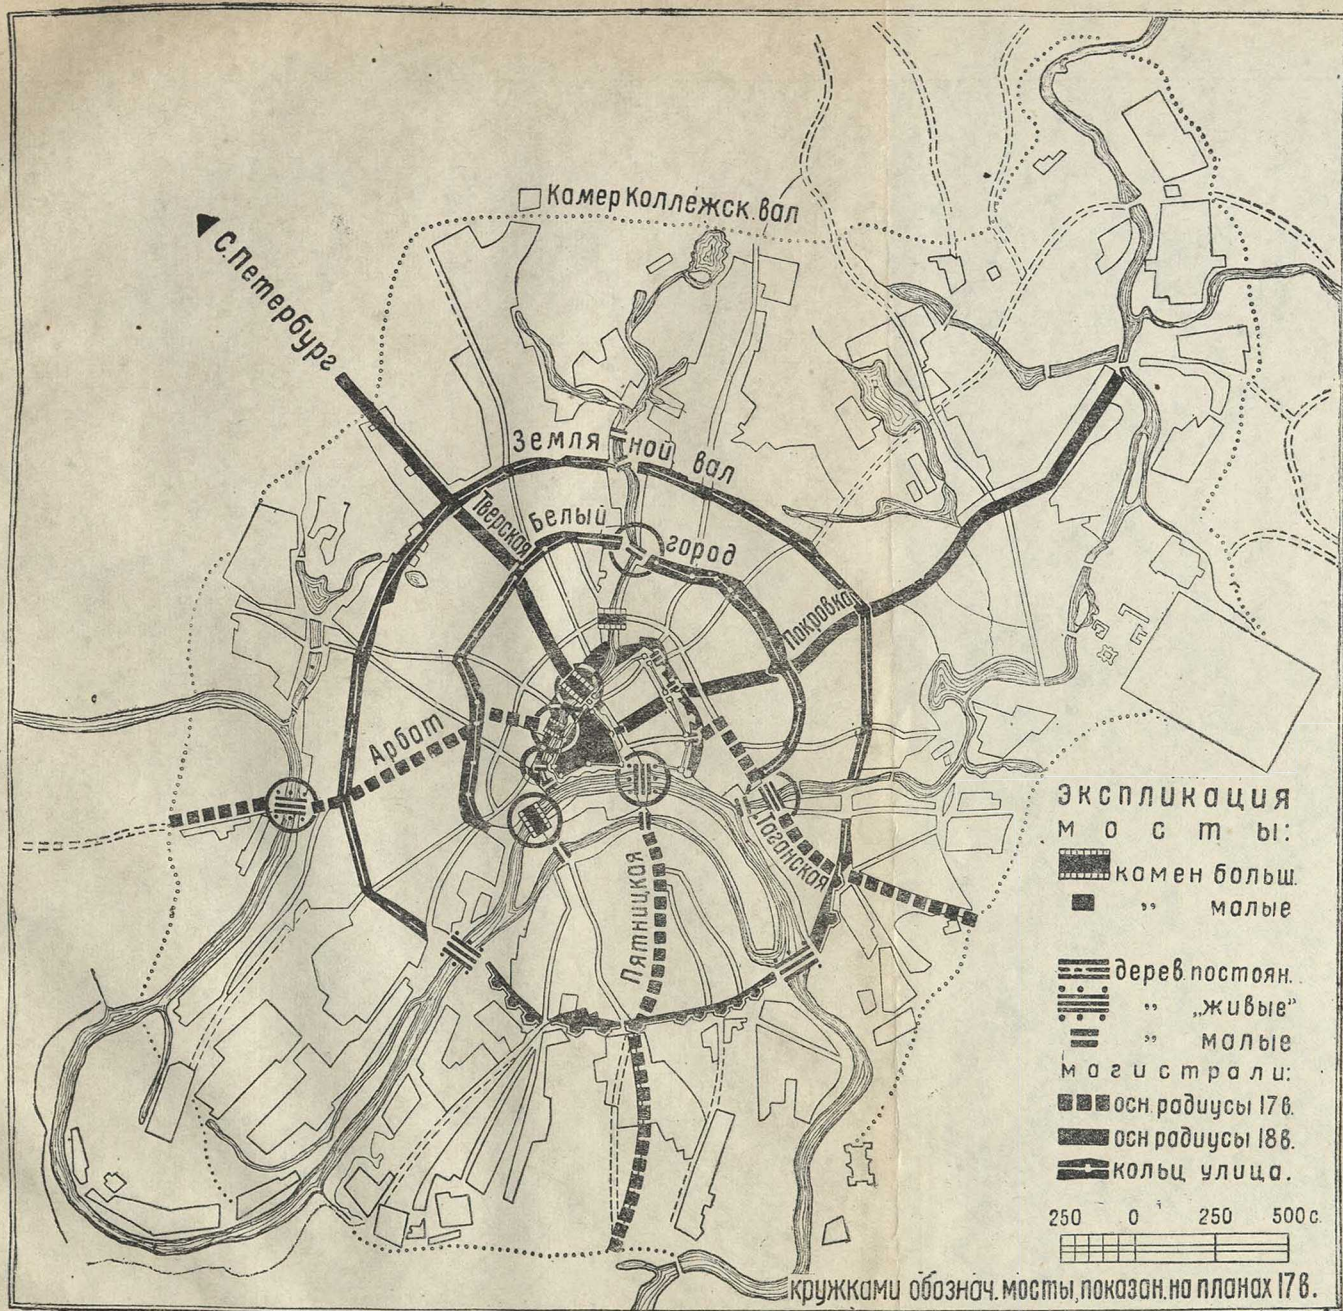 Камер Коллежск. вал
С. Петербург
Земляной вал
Тверская
Белый город
Покровка
Арбат
Таганская
Пятницкая
экспликация
мосты:
камен больш.
„ малые
дерев. постоян.
„ „живые"
„ малые
магистрали:
осн. радиусы 17в.
осн радиусы 18в.
кольц улица.
250 0 250 500с.
кружками обознач. мосты, показан. на планах 17в.